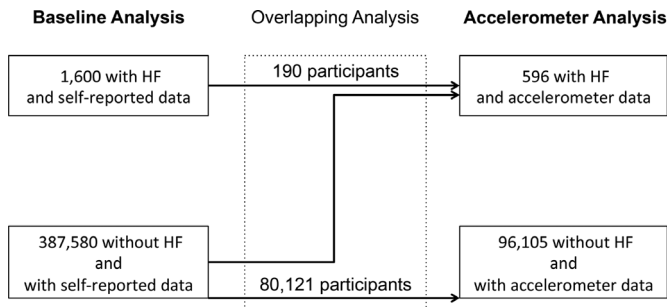 Baseline Analysis
Overlapping Analysis
Accelerometer Analysis
1,600 with HF
and self-reported data
190 participants
596 with HF
and accelerometer data
387,580 without HF
and
with self-reported data
80,121 participants
96,105 without HF
and
with accelerometer data